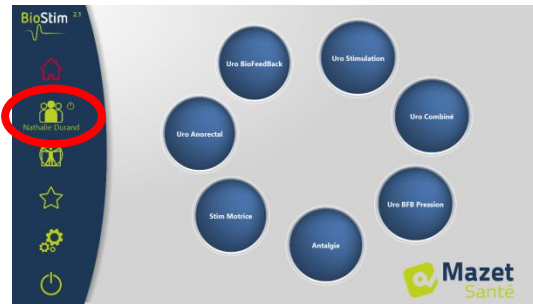 BioStim 2.1
Nathalie Durand
Uro BioFeedBack
Uro Stimulation
Uro Combiné
Uro Anorectal
Uro BFB Pression
Stim Motrice
Antalgie
Mazet
Santé